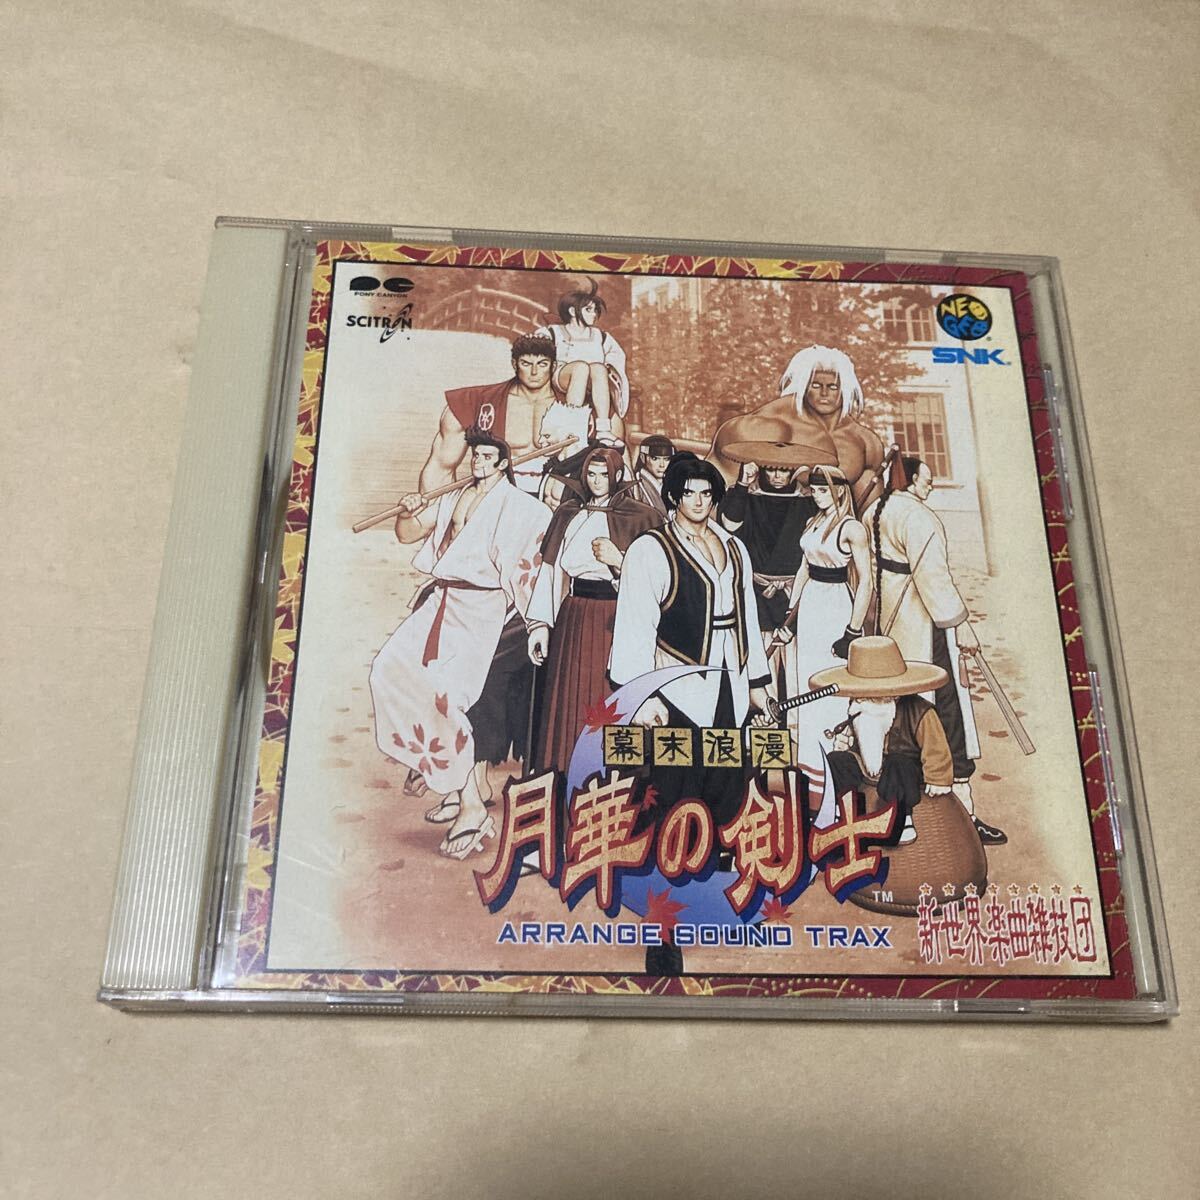 PONY CANYON
SCITRON
NEO
GEO
SNK
幕末浪漫
月華の剣士
TM
ARRANGE SOUND TRAX
新世界楽曲雑技団